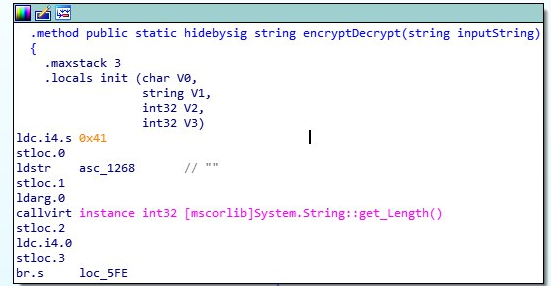 .method public static hidebysig string encryptDecrypt(string inputString)
{
.maxstack 3
.locals init (char V0,
string V1,
int32 V2,
int32 V3)
ldc.i4.s 0x41
stloc.0
ldstr asc_1268 // ""
stloc.1
ldarg.0
callvirt instance int32 [mscorlib]System.String::get_Length()
stloc.2
ldc.i4.0
stloc.3
br.s loc_5FE